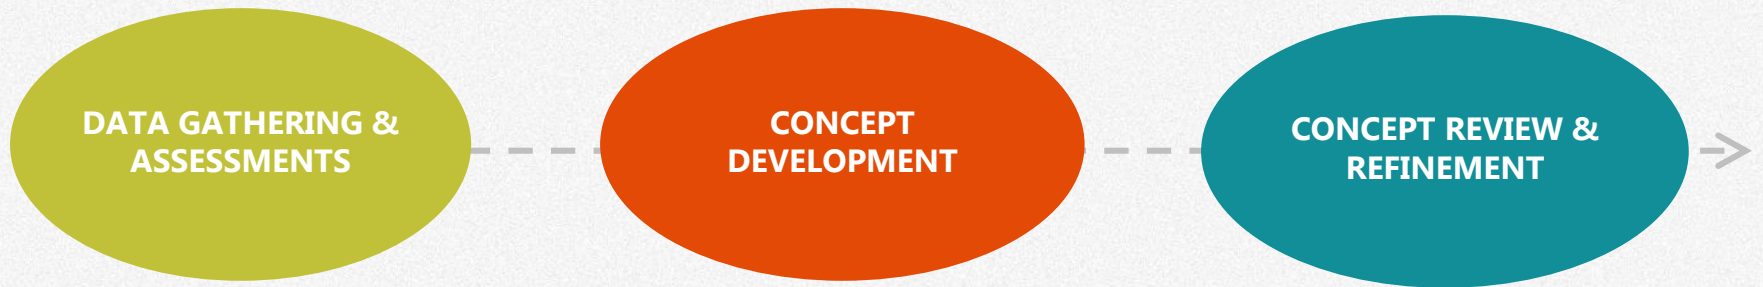 DATA GATHERING &
ASSESSMENTS
CONCEPT
DEVELOPMENT
CONCEPT REVIEW &
REFINEMENT